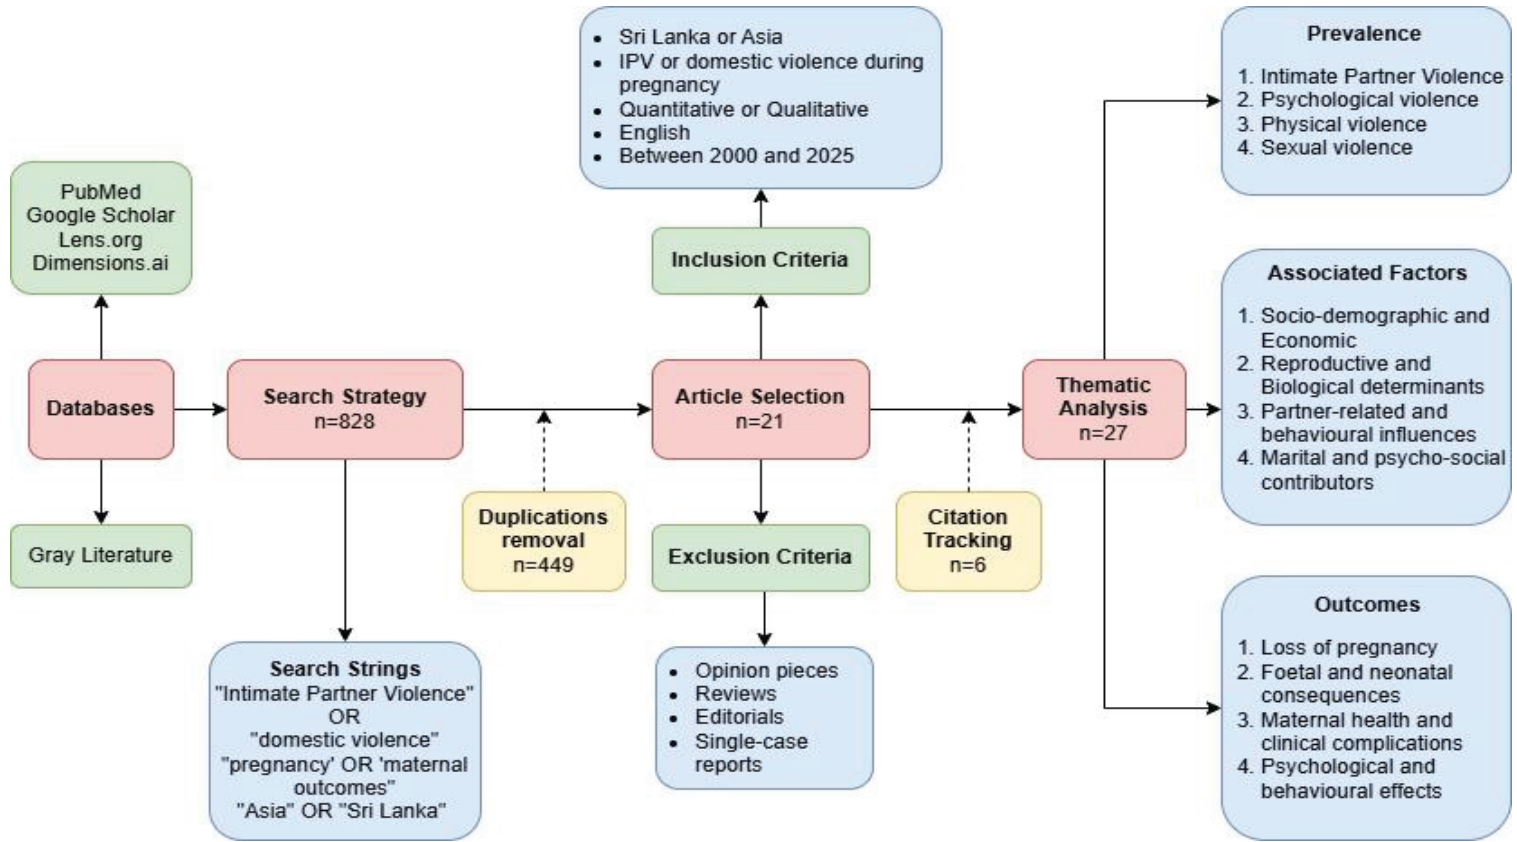 PubMed
Google Scholar
Lens.org
Dimensions.ai
Databases
Gray Literature
Search Strategy
n=828
Search Strings
"Intimate Partner Violence"
OR
"domestic violence"
"pregnancy' OR 'maternal
outcomes"
"Asia" OR "Sri Lanka"
Duplications
removal
n=449
• Sri Lanka or Asia
• IPV or domestic violence during
pregnancy
• Quantitative or Qualitative
• English
• Between 2000 and 2025
Inclusion Criteria
Article Selection
n=21
Exclusion Criteria
• Opinion pieces
• Reviews
• Editorials
• Single-case
reports
Citation
Tracking
n=6
Thematic
Analysis
n=27
Prevalence
1. Intimate Partner Violence
2. Psychological violence
3. Physical violence
4. Sexual violence
Associated Factors
1. Socio-demographic and
Economic
2. Reproductive and
Biological determinants
3. Partner-related and
behavioural influences
4. Marital and psycho-social
contributors
Outcomes
1. Loss of pregnancy
2. Foetal and neonatal
consequences
3. Maternal health and
clinical complications
4. Psychological and
behavioural effects